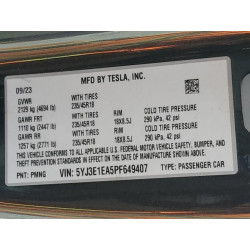 MFD BY TESLA, INC.
09/23
GVWR
2129 kg (4694 lb) WITH TIRES 235/45R18
GAWR FRT
1110 kg (2447 lb) WITH TIRES 235/45R18 18X8.5J COLD TIRE PRESSURE 290 kPa, 42 psi
GAWR RR
1257 kg (2771 lb) WITH TIRES 235/45R18 18X8.5J COLD TIRE PRESSURE 290 kPa, 42 psi
THIS VEHICLE CONFORMS TO ALL APPLICABLE U.S. FEDERAL MOTOR VEHICLE SAFETY, BUMPER, AND
THEFT PREVENTION STANDARDS IN EFFECT ON THE DATE OF MANUFACTURE SHOWN ABOVE.
PNT: PMNG VIN: 5YJ3E1EA5PF649407 TYPE: PASSENGER CAR